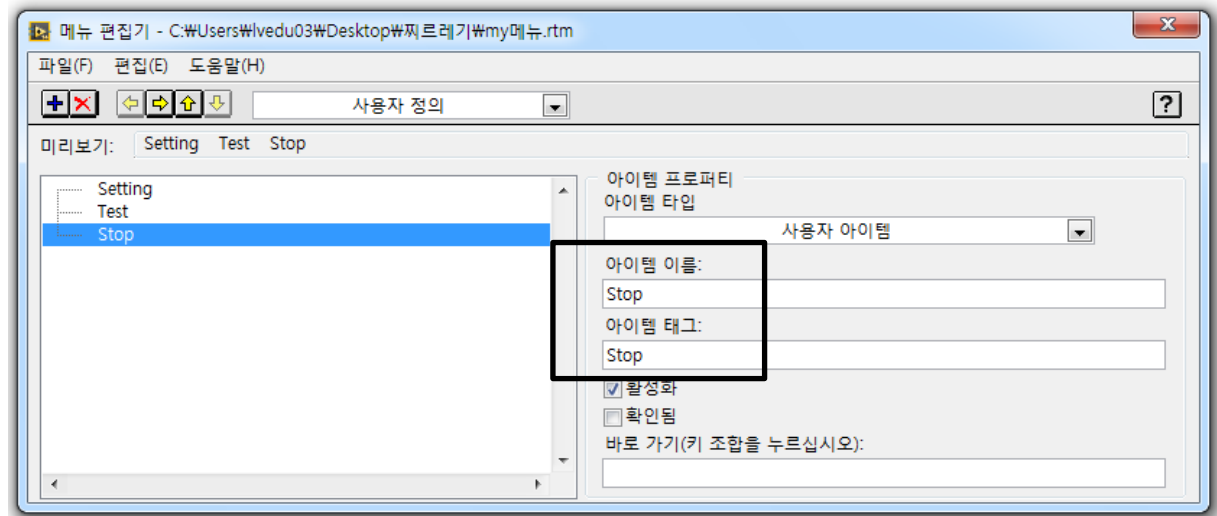 메뉴 편집기 - C:₩Users₩lvedu03₩Desktop₩찌르레기₩my메뉴.rtm
파일(F) 편집(E) 도움말(H)
사용자 정의
?
미리보기: Setting Test Stop
Setting
Test
Stop
아이템 프로퍼티
아이템 타입
사용자 아이템
아이템 이름:
Stop
아이템 태그:
Stop
활성화
확인됨
바로 가기(키 조합을 누르십시오):